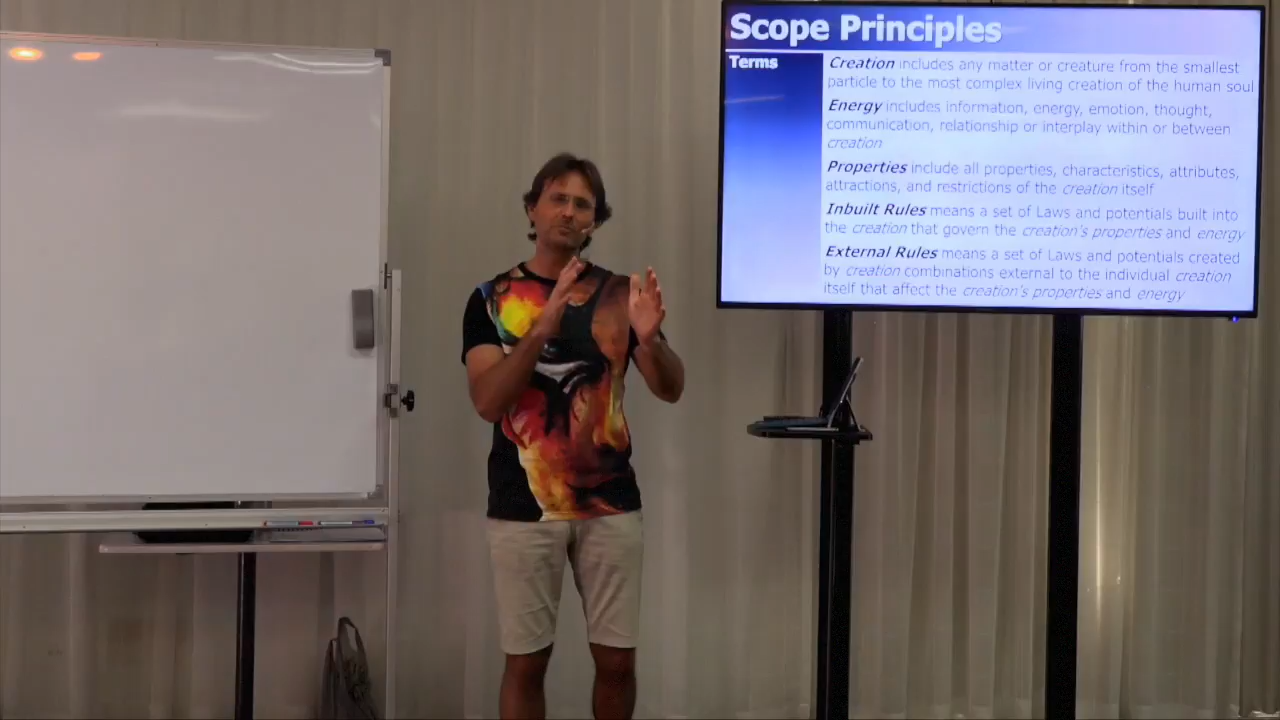 Scope Principles
Terms
Creation includes any matter or creature from the smallest
particle to the most complex living creation of the human soul
Energy includes information, energy, emotion, thought,
communication, relationship or interplay within or between
creation
Properties include all properties, characteristics, attributes,
attractions, and restrictions of the creation itself
Inbuilt Rules means a set of Laws and potentials built into
the creation that govern the creation's properties and energy
External Rules means a set of Laws and potentials created
by creation combinations external to the individual creation
itself that affect the creation's properties and energy